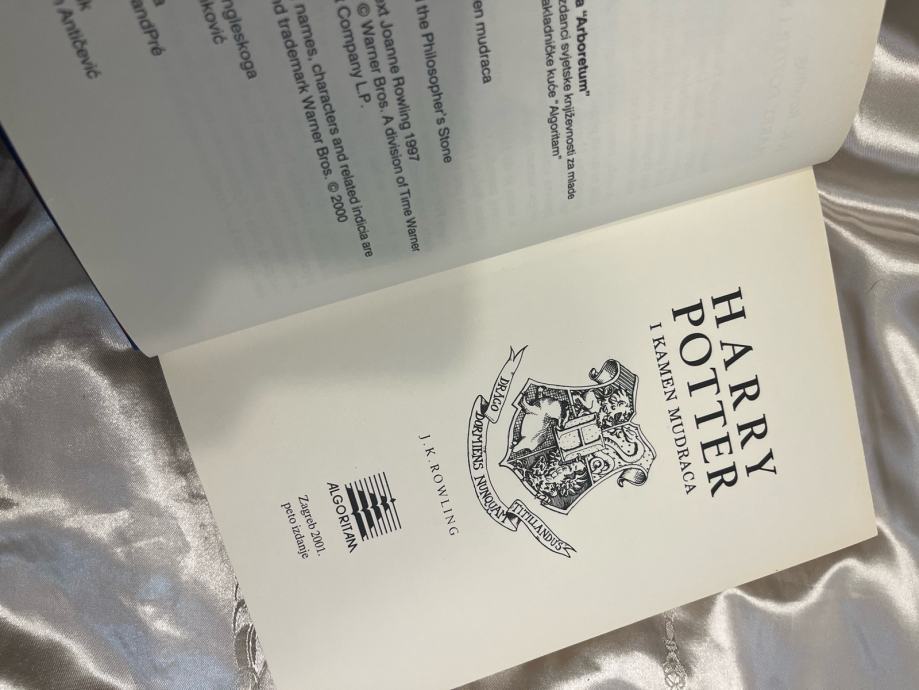 a "Arboretum"
zdanci svjetske književnosti za mlade
akladničke kuće "Algoritam"
en mudraca
the Philosopher's Stone
Joanne Rowling 1997
© Warner Bros. A division of Time Warner
Company L.P.
names, characters and related indicia are
d trademark Warner Bros. © 2000
ngleskoga
ković
andPré
Antičević
HARRY
POTTER
I KAMEN MUDRACA
DRACO DORMIENS NUNQUAM TITILLANDUS
J.K.ROWLING
ALGORITAM
Zagreb 2001.
peto izdanje